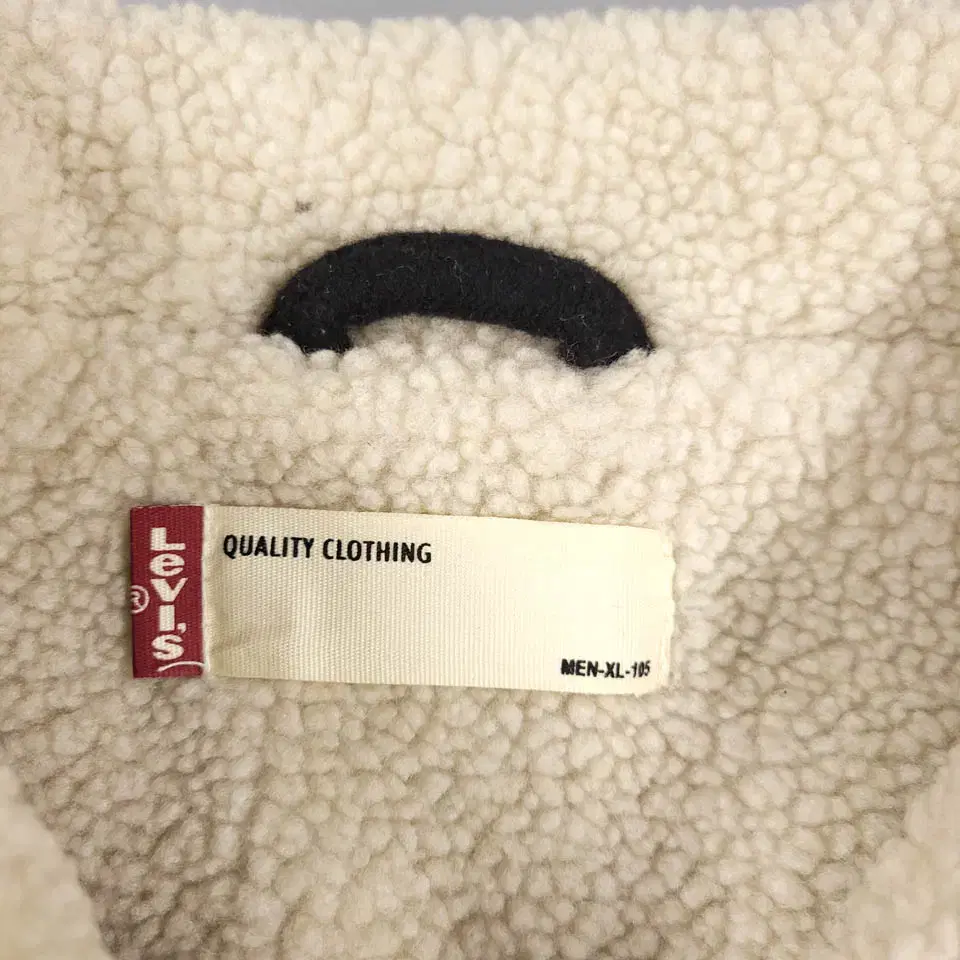 LEVI'S
®
QUALITY CLOTHING
MEN-XL-105